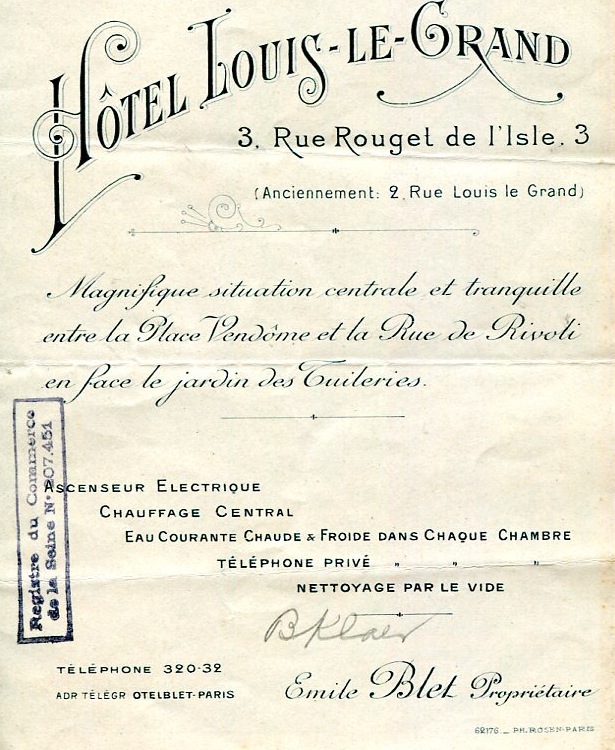 HÔTEL LOUIS-LE-GRAND
3, Rue Rouget de l'Isle, 3
(Anciennement: 2, Rue Louis le Grand)
Magnifique situation centrale et tranquille
entre la Place Vendôme et la Rue de Rivoli
en face le jardin des Tuileries.
Registre du Commerce
de la Seine N° 207.451
ASCENSEUR ELECTRIQUE
CHAUFFAGE CENTRAL
EAU COURANTE CHAUDE & FROIDE DANS CHAQUE CHAMBRE
TÉLÉPHONE PRIVÉ " " "
NETTOYAGE PAR LE VIDE
TÉLÉPHONE 320-32
ADR TÉLÉGR OTELBLET-PARIS
Emile Blet Propriétaire
62176 _ PH. ROSEN-PARIS